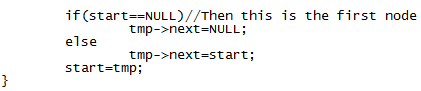 if(start==NULL)//Then this is the first node
tmp->next=NULL;
else
tmp->next=start;
start=tmp;
}